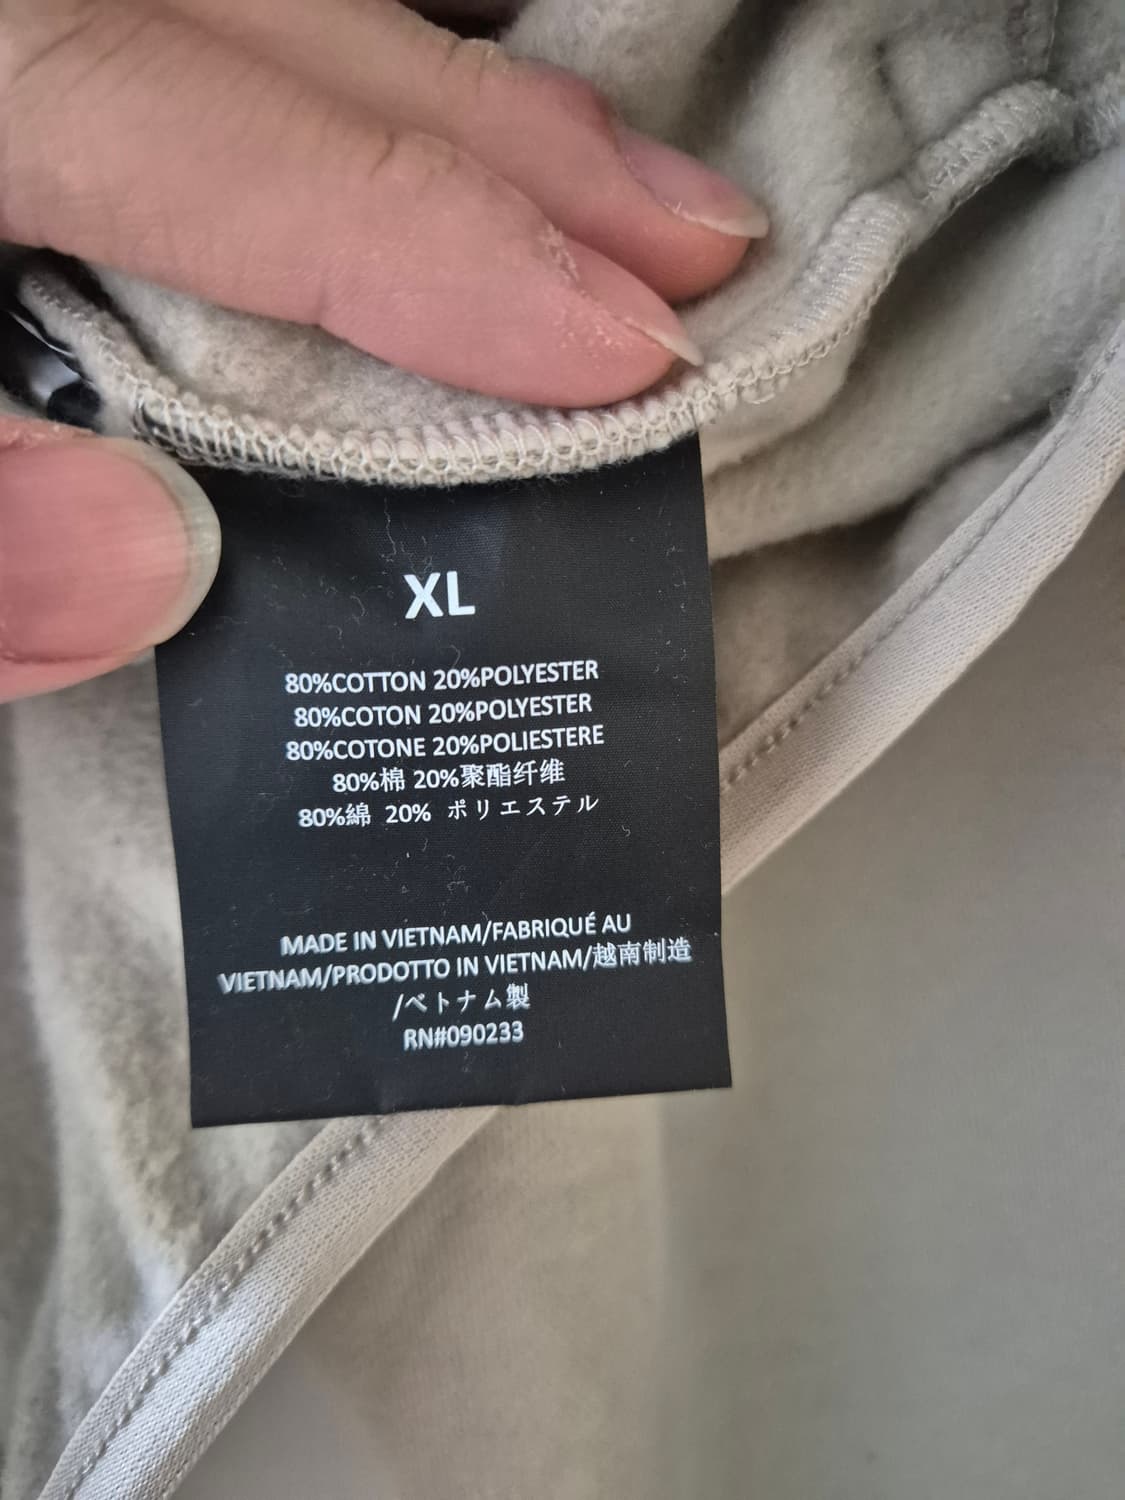 XL
80%COTTON 20%POLYESTER
80%COTON 20%POLYESTER
80%COTONE 20%POLIESTERE
80%棉 20%聚酯纤维
80%綿 20% ポリエステル
MADE IN VIETNAM/FABRIQUÉ AU
VIETNAM/PRODOTTO IN VIETNAM/越南制造
/ベトナム製
RN#090233